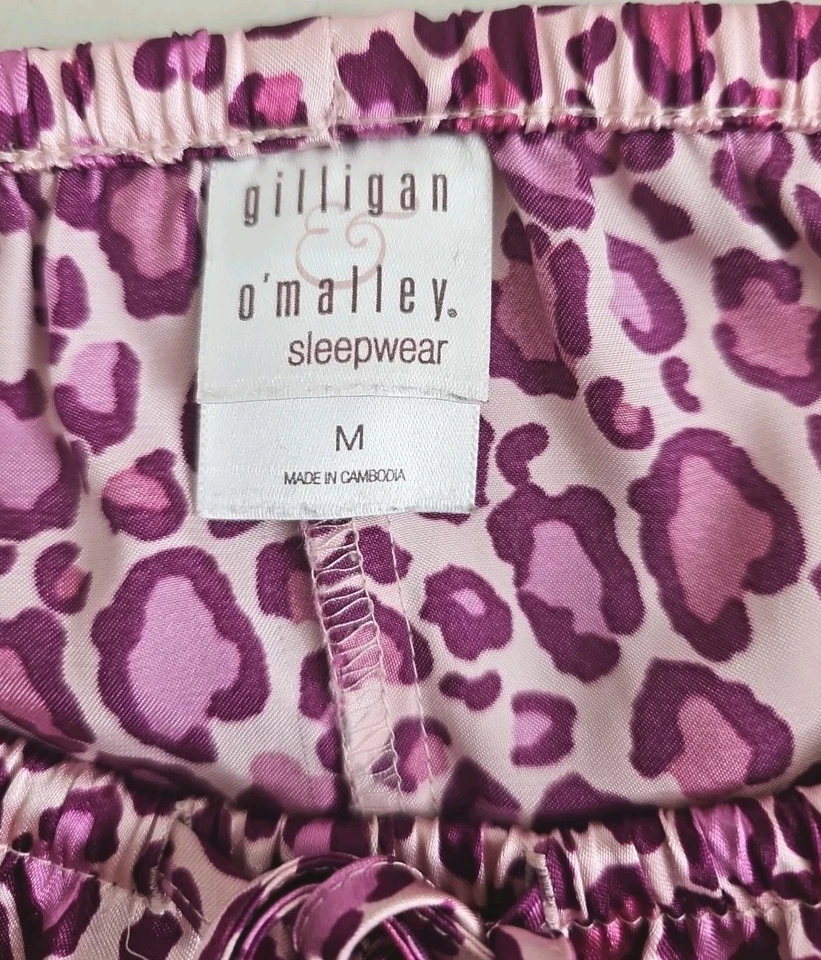 gilligan
&
o'malley®
sleepwear
M
MADE IN CAMBODIA